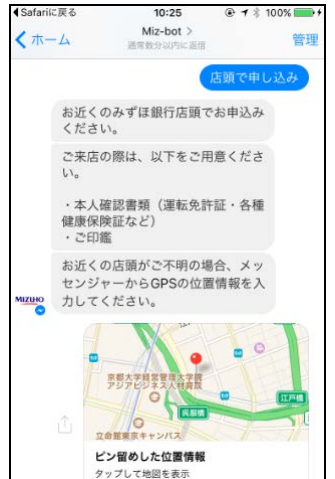 Safariに戻る 10:25 100%
ホーム Miz-bot > 管理
通常数分以内に返信
店頭で申し込み
お近くのみずほ銀行店頭でお申込み
ください。
ご来店の際は、以下をご用意くださ
い。
・本人確認書類（運転免許証・各種
健康保険証など）
・ご印鑑
お近くの店頭がご不明の場合、メッ
センジャーからGPSの位置情報を入
力してください。
MIZUHO
京都大学経営管理大学院
アジアビジネス人材育成
呉服橋
江戸橋
立命館東京キャンパス
ピン留めした位置情報
タップして地図を表示